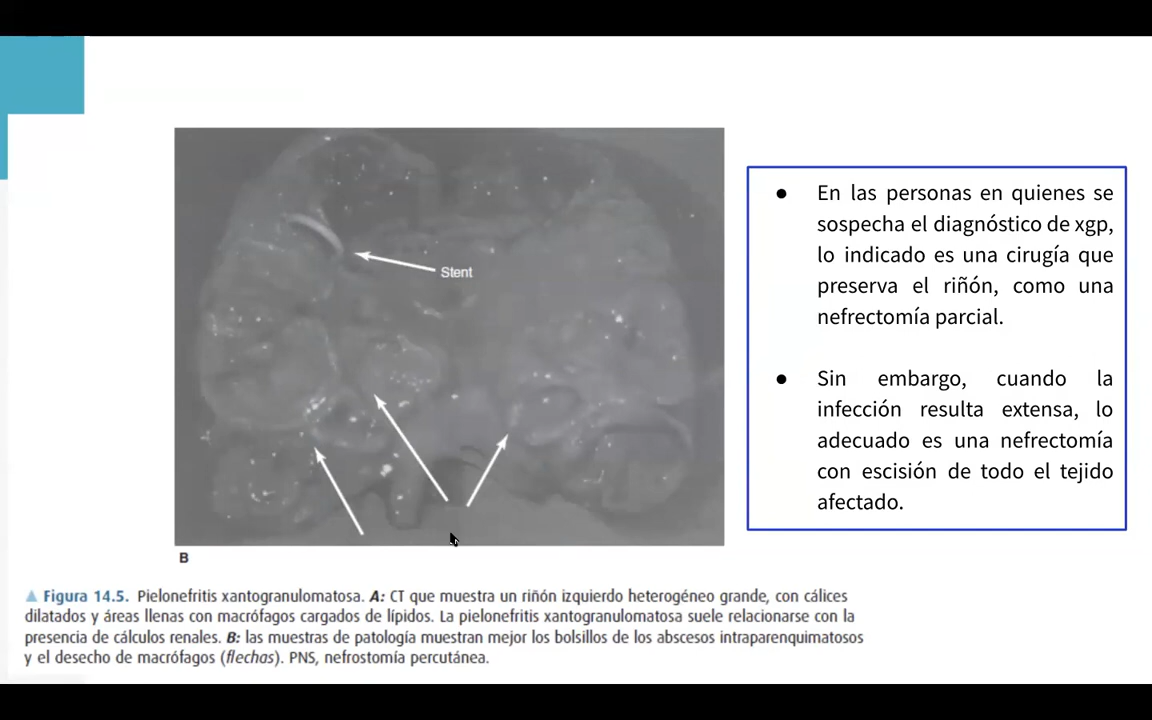 Stent
● En las personas en quienes se
sospecha el diagnóstico de xgp,
lo indicado es una cirugía que
preserva el riñón, como una
nefrectomía parcial.
● Sin embargo, cuando la
infección resulta extensa, lo
adecuado es una nefrectomía
con escisión de todo el tejido
afectado.
B
▲ Figura 14.5. Pielonefritis xantogranulomatosa. A: CT que muestra un riñón izquierdo heterogéneo grande, con cálices
dilatados y áreas llenas con macrófagos cargados de lípidos. La pielonefritis xantogranulomatosa suele relacionarse con la
presencia de cálculos renales. B: las muestras de patología muestran mejor los bolsillos de los abscesos intraparenquimatosos
y el desecho de macrófagos (flechas). PNS, nefrostomía percutánea.